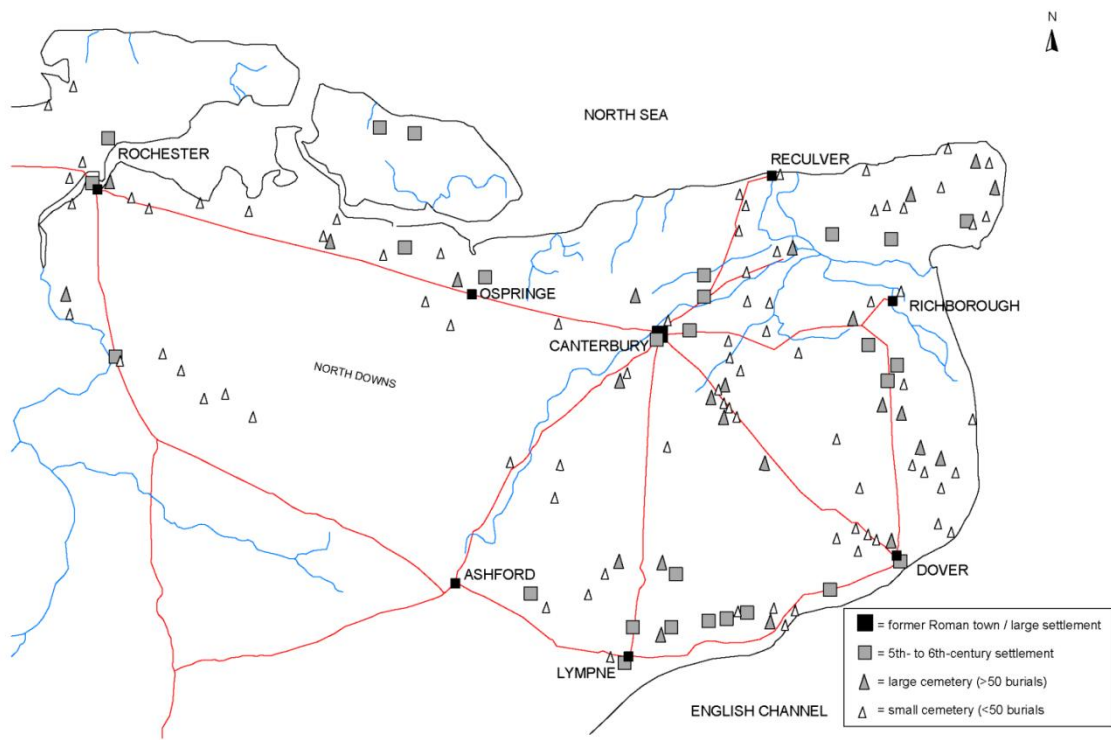 N
NORTH SEA
ROCHESTER
RECULVER
OSPRINGE
RICHBOROUGH
CANTERBURY
NORTH DOWNS
ASHFORD
DOVER
LYMPNE
ENGLISH CHANNEL
= former Roman town / large settlement
= 5th- to 6th-century settlement
= large cemetery (>50 burials)
= small cemetery (<50 burials